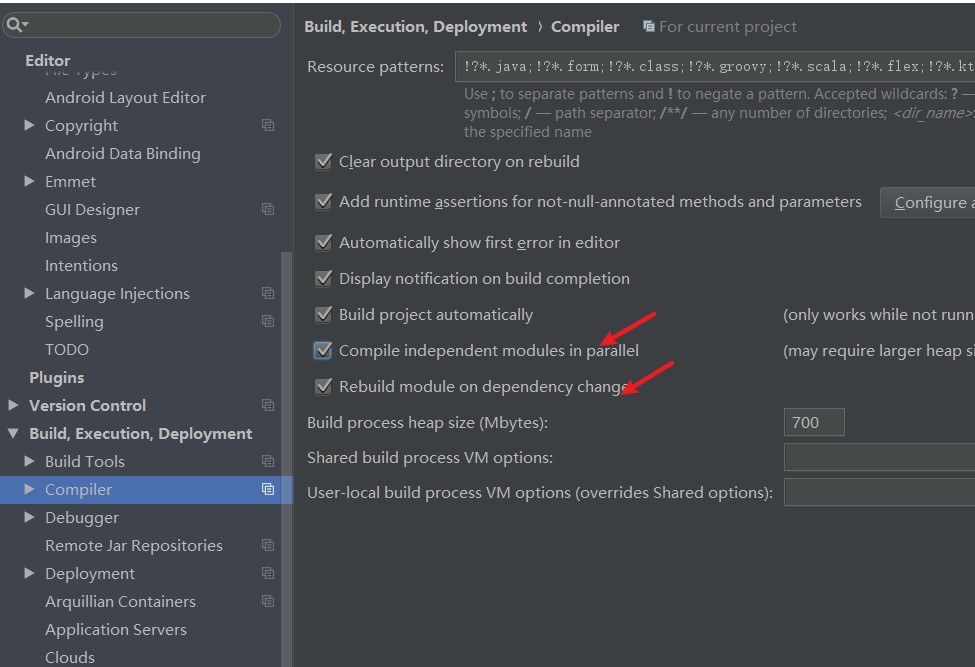 Editor
File Types
Android Layout Editor
Copyright
Android Data Binding
Emmet
GUI Designer
Images
Intentions
Language Injections
Spelling
TODO
Plugins
Version Control
Build, Execution, Deployment
Build Tools
Compiler
Debugger
Remote Jar Repositories
Deployment
Arquillian Containers
Application Servers
Clouds
Build, Execution, Deployment › Compiler For current project
Resource patterns: !?*.java;!?*.form;!?*.class;!?*.groovy;!?*.scala;!?*.flex;!?*.kt
Use ; to separate patterns and ! to negate a pattern. Accepted wildcards: ? —
symbols; / — path separator; /**/ — any number of directories; <dir_name>:
the specified name
Clear output directory on rebuild
Add runtime assertions for not-null-annotated methods and parameters Configure a
Automatically show first error in editor
Display notification on build completion
Build project automatically (only works while not runn
Compile independent modules in parallel (may require larger heap si
Rebuild module on dependency change
Build process heap size (Mbytes): 700
Shared build process VM options:
User-local build process VM options (overrides Shared options):